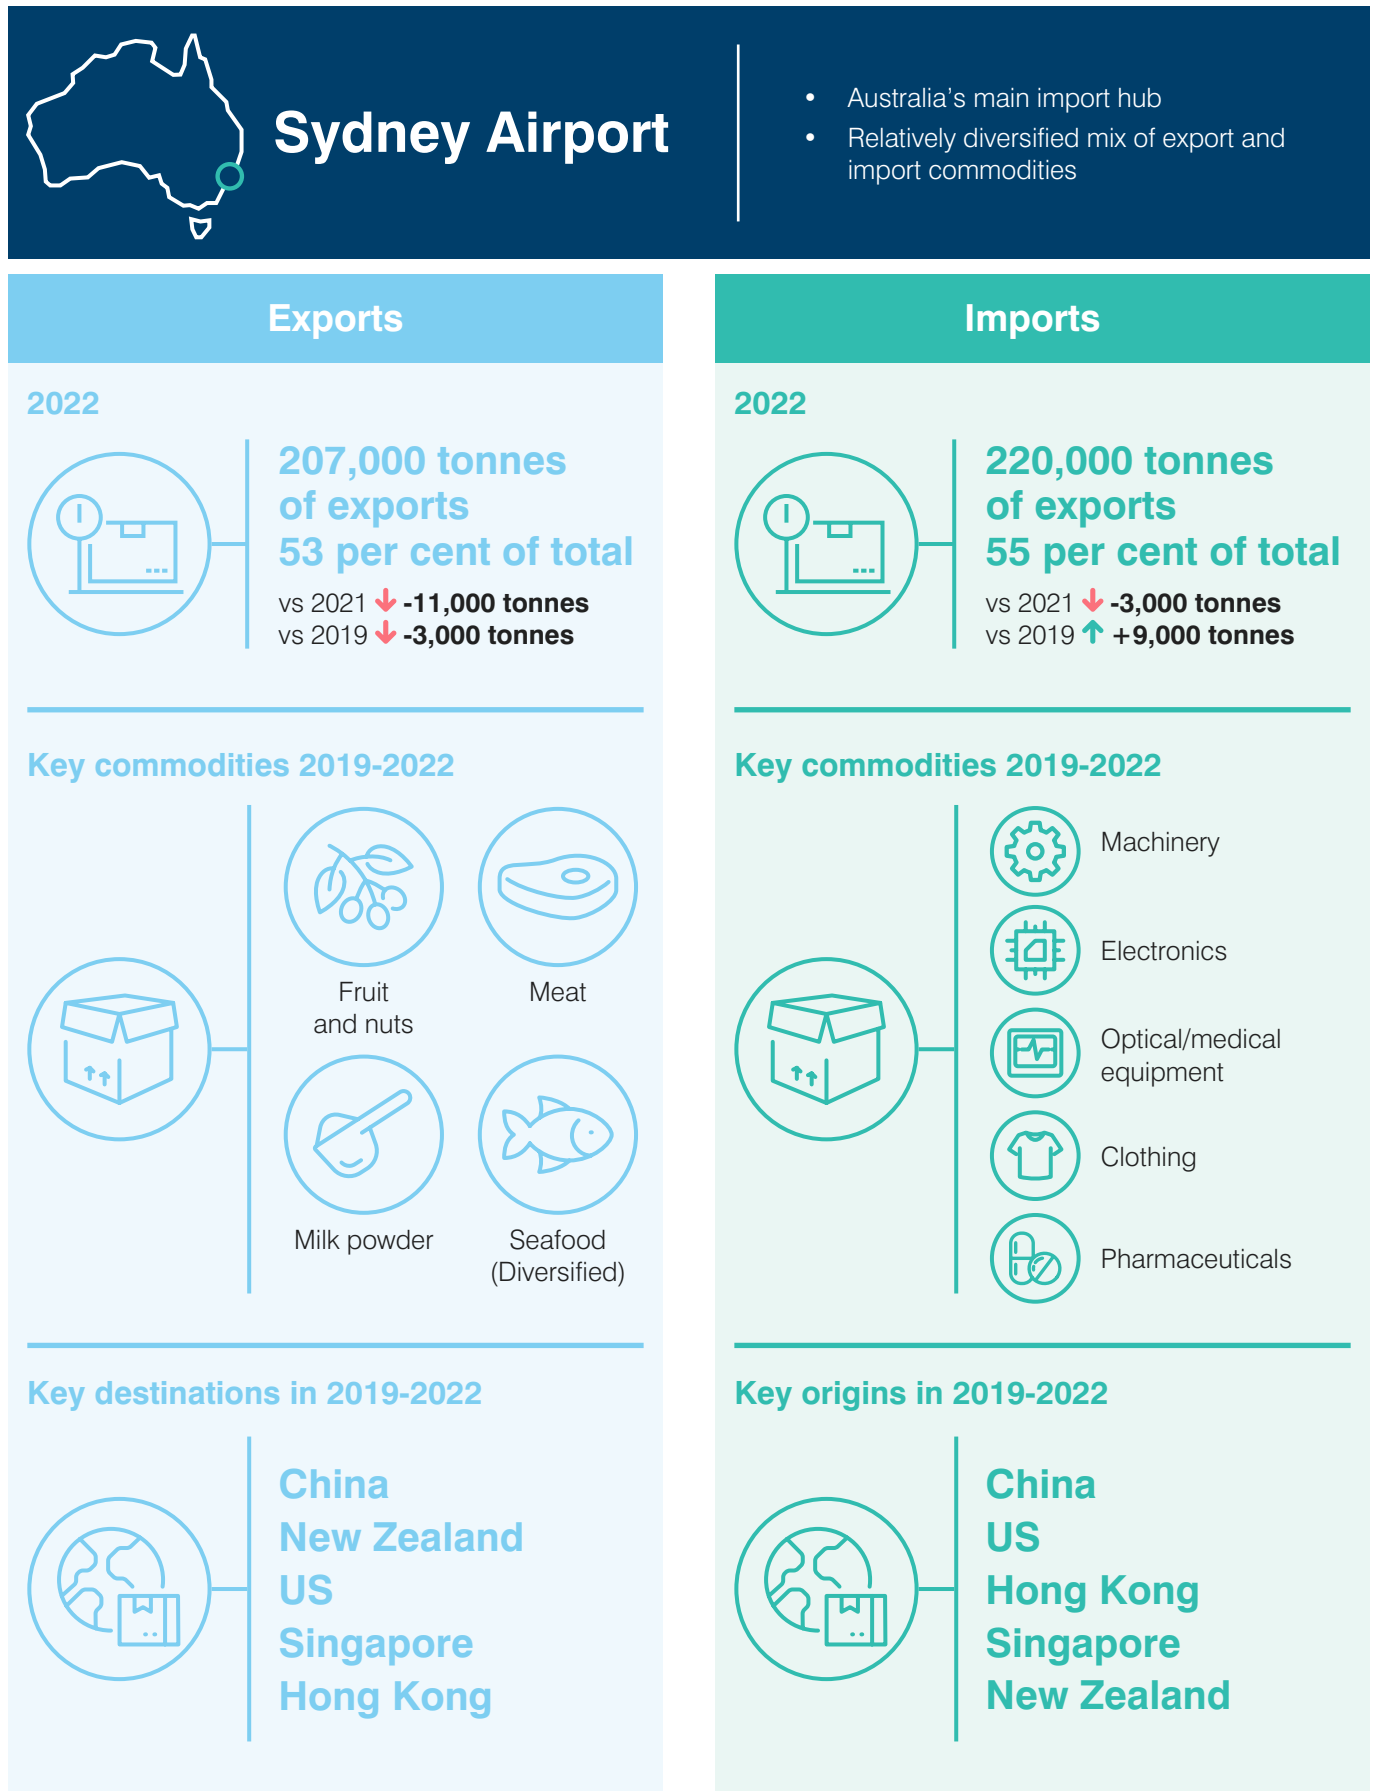 Sydney Airport
• Australia's main import hub
• Relatively diversified mix of export and
import commodities
Exports
2022
207,000 tonnes
of exports
53 per cent of total
vs 2021 -11,000 tonnes
vs 2019 -3,000 tonnes
Key commodities 2019-2022
Fruit
and nuts
Meat
Milk powder
Seafood
(Diversified)
Key destinations in 2019-2022
China
New Zealand
US
Singapore
Hong Kong
Imports
2022
220,000 tonnes
of exports
55 per cent of total
vs 2021 -3,000 tonnes
vs 2019 +9,000 tonnes
Key commodities 2019-2022
Machinery
Electronics
Optical/medical
equipment
Clothing
Pharmaceuticals
Key origins in 2019-2022
China
US
Hong Kong
Singapore
New Zealand